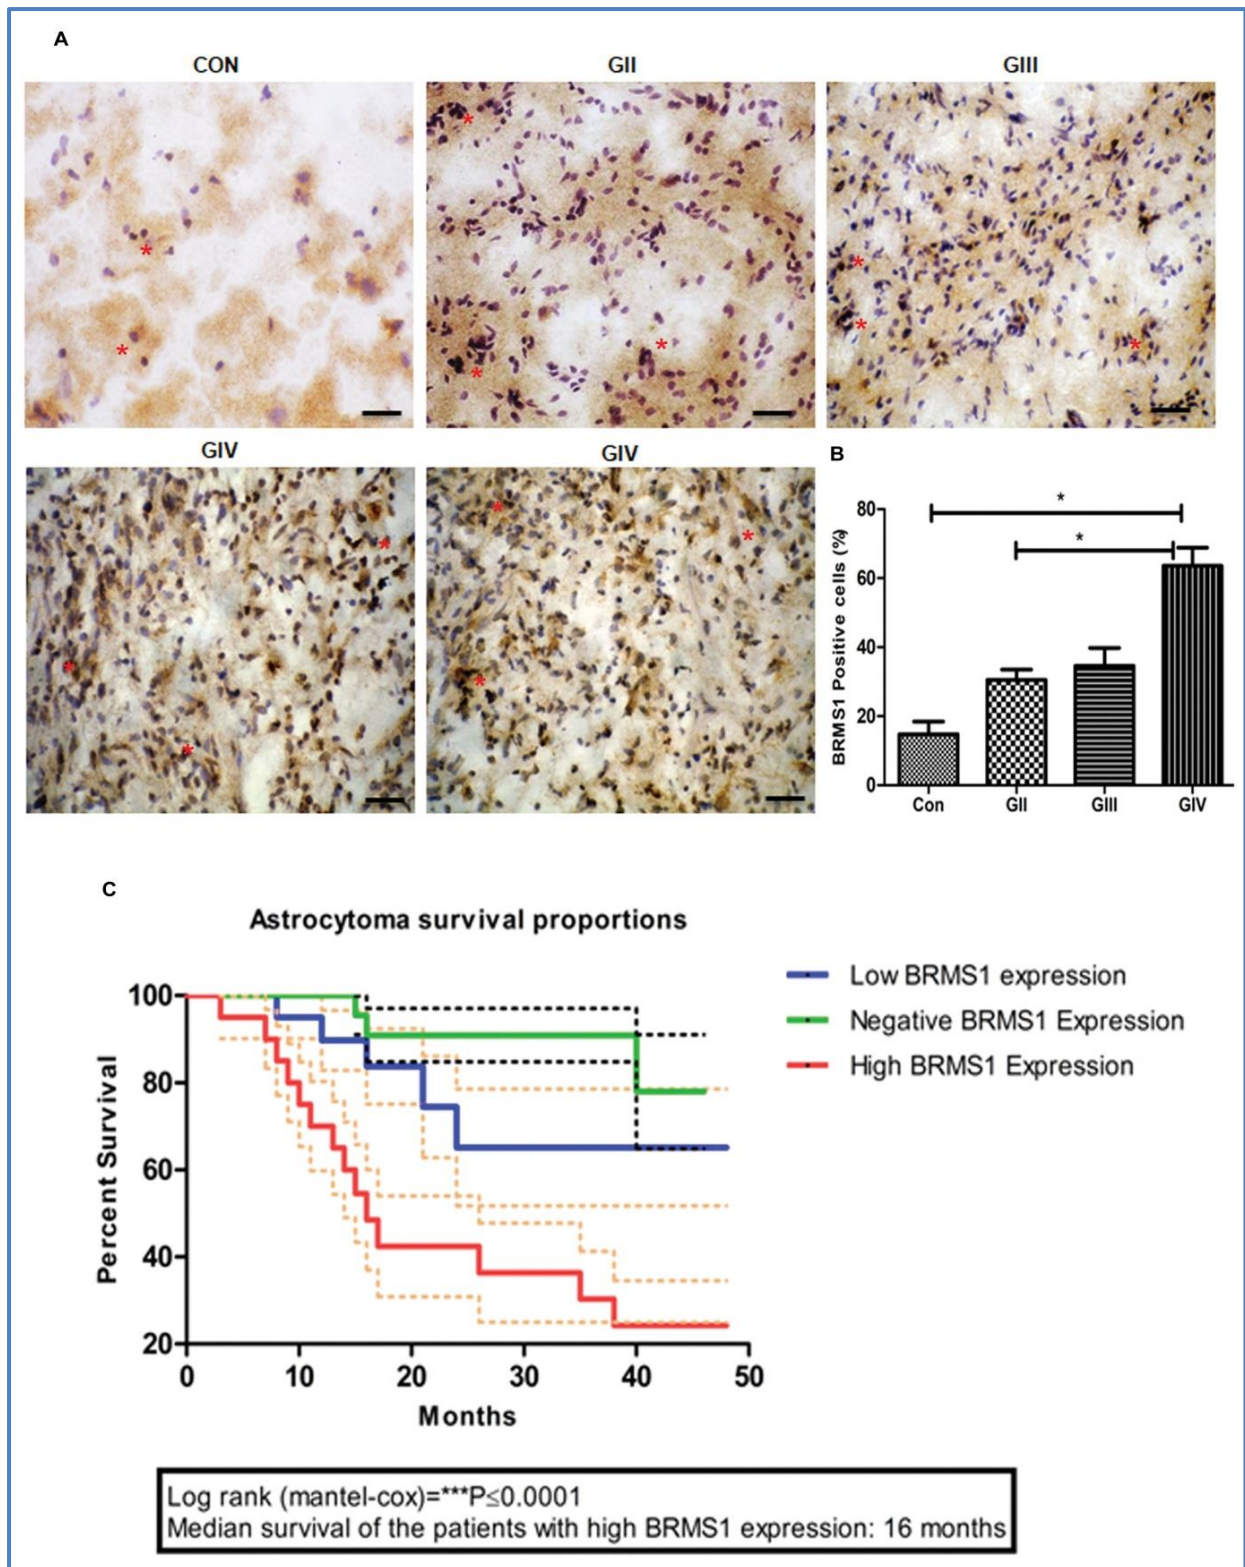 A
CON
GII
GIII
*
*
*
*
*
*
*
*
GIV
GIV
*
*
*
*
*
*
B
BRMS1 Positive cells (%)
80
60
40
20
0
*
*
Con
GII
GIII
GIV
C
Astrocytoma survival proportions
Percent Survival
100
80
60
40
20
0
10
20
30
40
50
Months
Low BRMS1 expression
Negative BRMS1 Expression
High BRMS1 Expression
Log rank (mantel-cox)=***P≤0.0001
Median survival of the patients with high BRMS1 expression: 16 months